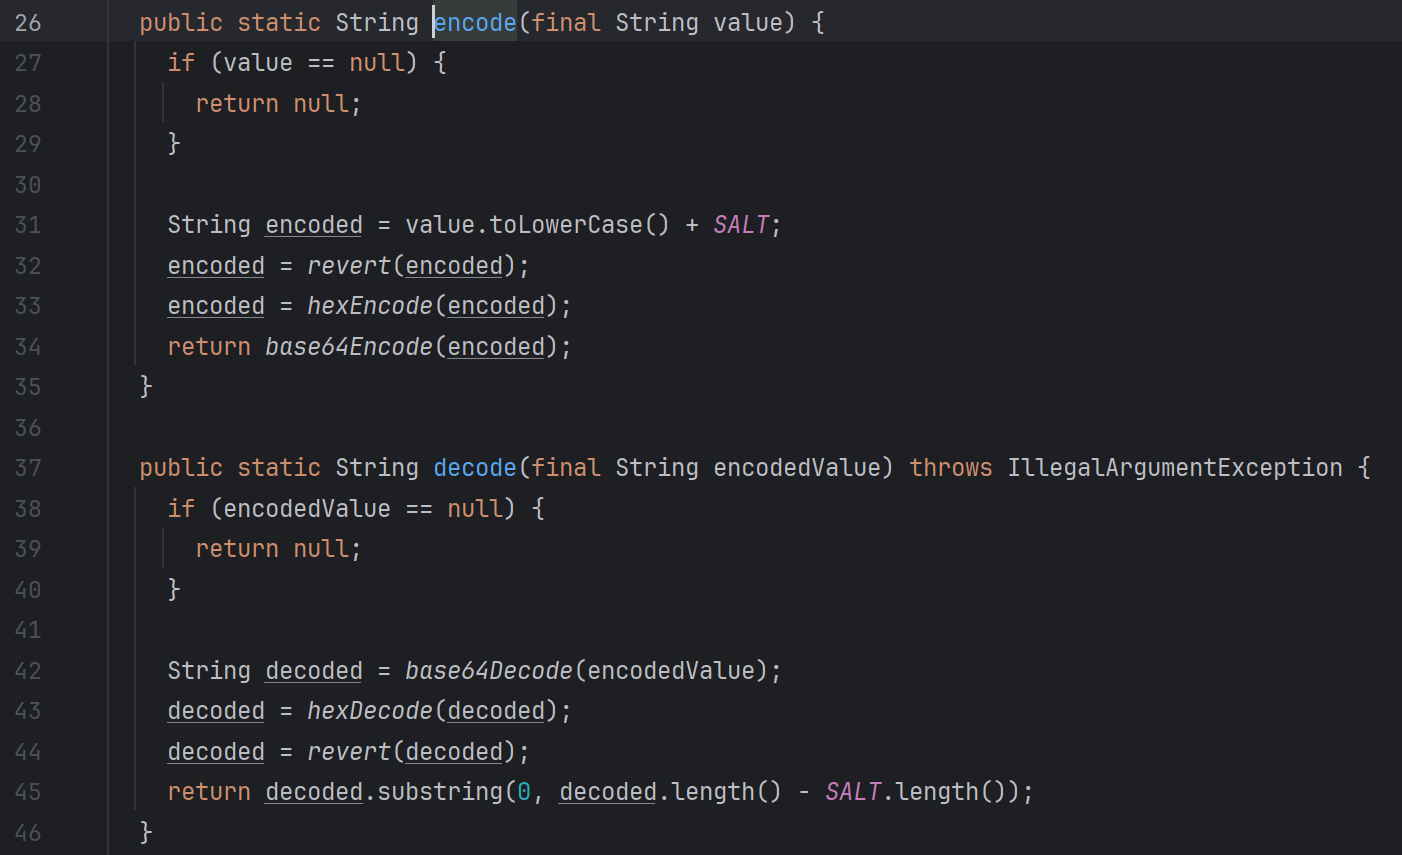 26 public static String encode(final String value) {
27 if (value == null) {
28 return null;
29 }
30
31 String encoded = value.toLowerCase() + SALT;
32 encoded = revert(encoded);
33 encoded = hexEncode(encoded);
34 return base64Encode(encoded);
35 }
36
37 public static String decode(final String encodedValue) throws IllegalArgumentException {
38 if (encodedValue == null) {
39 return null;
40 }
41
42 String decoded = base64Decode(encodedValue);
43 decoded = hexDecode(decoded);
44 decoded = revert(decoded);
45 return decoded.substring(0, decoded.length() - SALT.length());
46 }